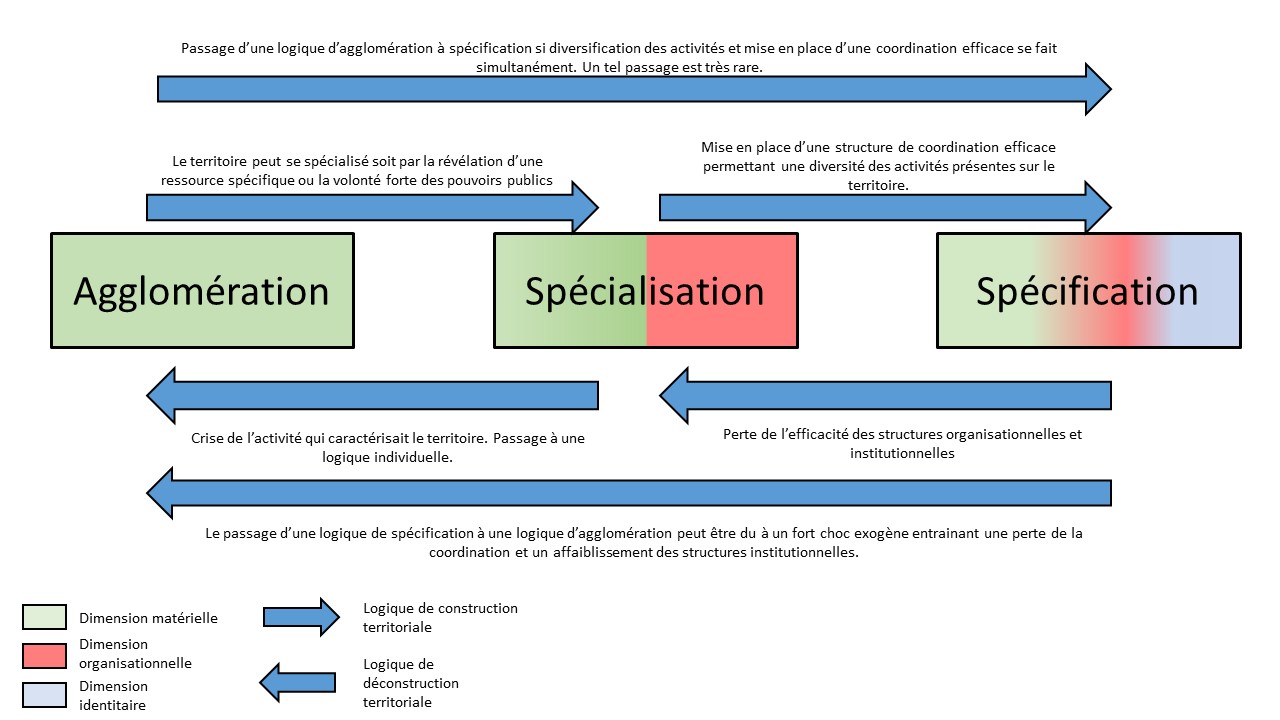 Passage d’une logique d’agglomération à spécification si diversification des activités et mise en place d’une coordination efficace se fait
simultanément. Un tel passage est très rare.
Le territoire peut se spécialisé soit par la révélation d’une
ressource spécifique ou la volonté forte des pouvoirs publics
Mise en place d’une structure de coordination efficace
permettant une diversité des activités présentes sur le
territoire.
Agglomération
Spécialisation
Spécification
Crise de l’activité qui caractérisait le territoire. Passage à une
logique individuelle.
Perte de l’efficacité des structures organisationnelles et
institutionnelles
Le passage d’une logique de spécification à une logique d’agglomération peut être du à un fort choc exogène entrainant une perte de la
coordination et un affaiblissement des structures institutionnelles.
Dimension matérielle
Dimension
organisationnelle
Dimension
identitaire
Logique de construction
territoriale
Logique de
déconstruction
territoriale